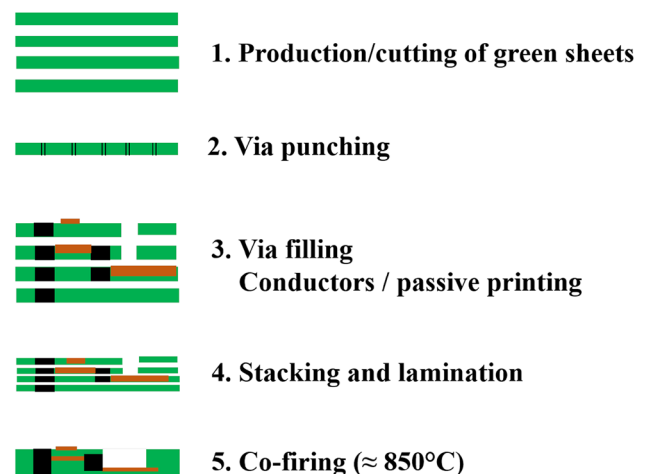 1. Production/cutting of green sheets
2. Via punching
3. Via filling
Conductors / passive printing
4. Stacking and lamination
5. Co-firing (≈ 850°C)